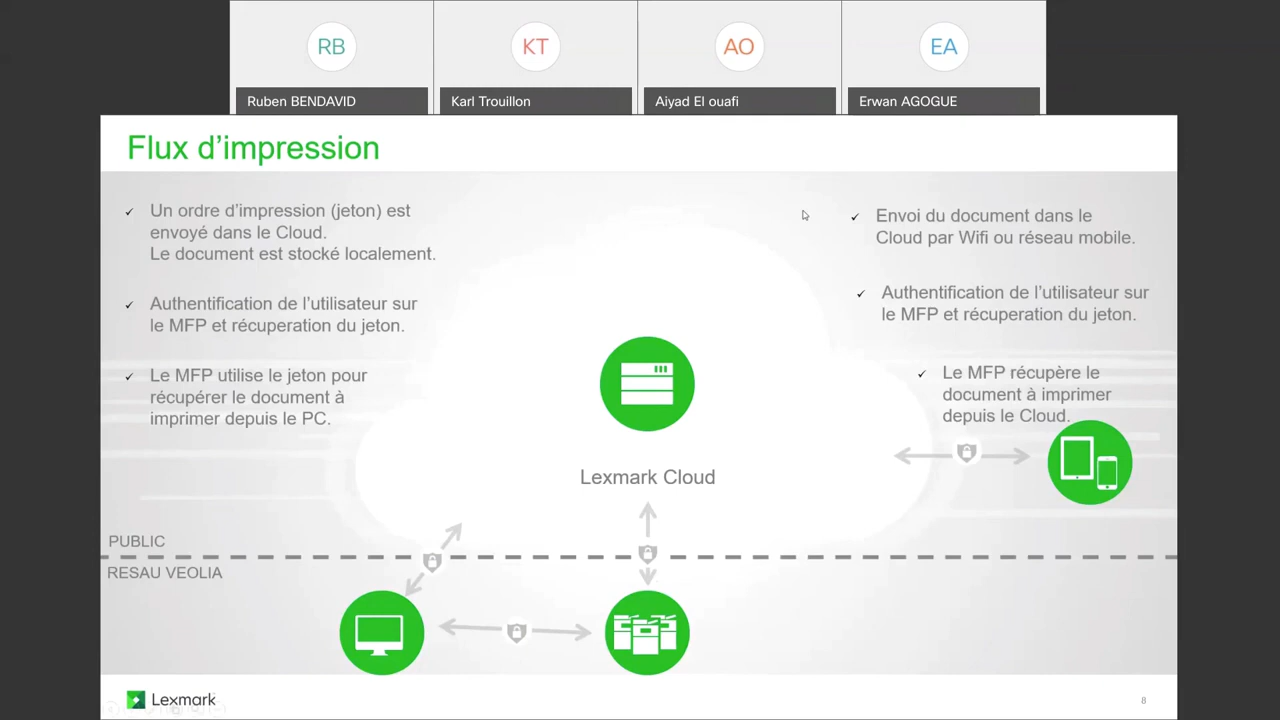 RB
KT
AO
EA
Ruben BENDAVID
Karl Trouillon
Aiyad El ouafi
Erwan AGOGUE
Flux d’impression
Un ordre d’impression (jeton) est
envoyé dans le Cloud.
Le document est stocké localement.
Authentification de l’utilisateur sur
le MFP et récuperation du jeton.
Le MFP utilise le jeton pour
récupérer le document à
imprimer depuis le PC.
Envoi du document dans le
Cloud par Wifi ou réseau mobile.
Authentification de l’utilisateur sur
le MFP et récuperation du jeton.
Le MFP récupère le
document à imprimer
depuis le Cloud.
Lexmark Cloud
PUBLIC
RESAU VEOLIA
Lexmark
8